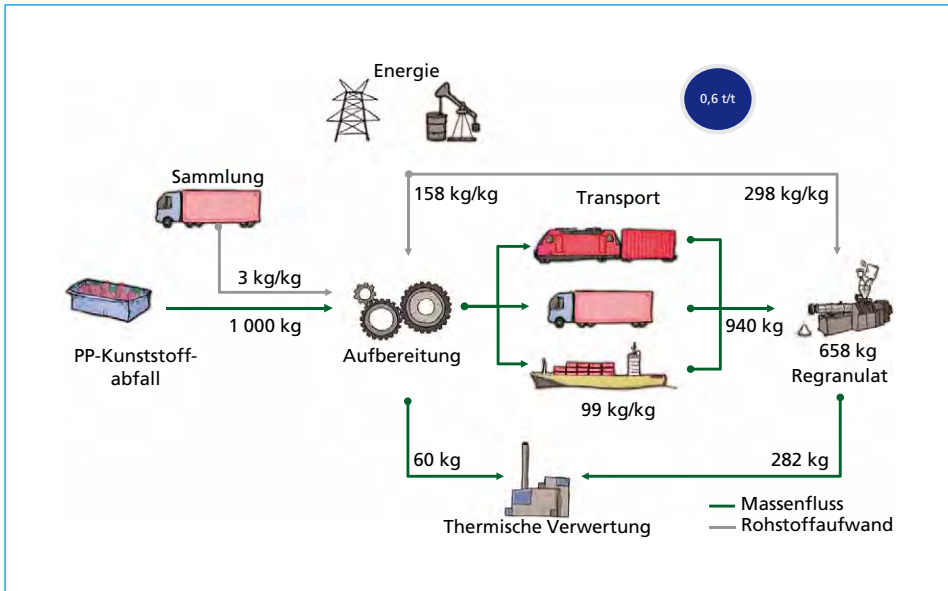 Energie
0,6 t/t
Sammlung
158 kg/kg
Transport
298 kg/kg
3 kg/kg
1 000 kg
940 kg
PP-Kunststoff-
abfall
Aufbereitung
658 kg
Regranulat
99 kg/kg
60 kg
282 kg
Thermische Verwertung
Massenfluss
Rohstoffaufwand